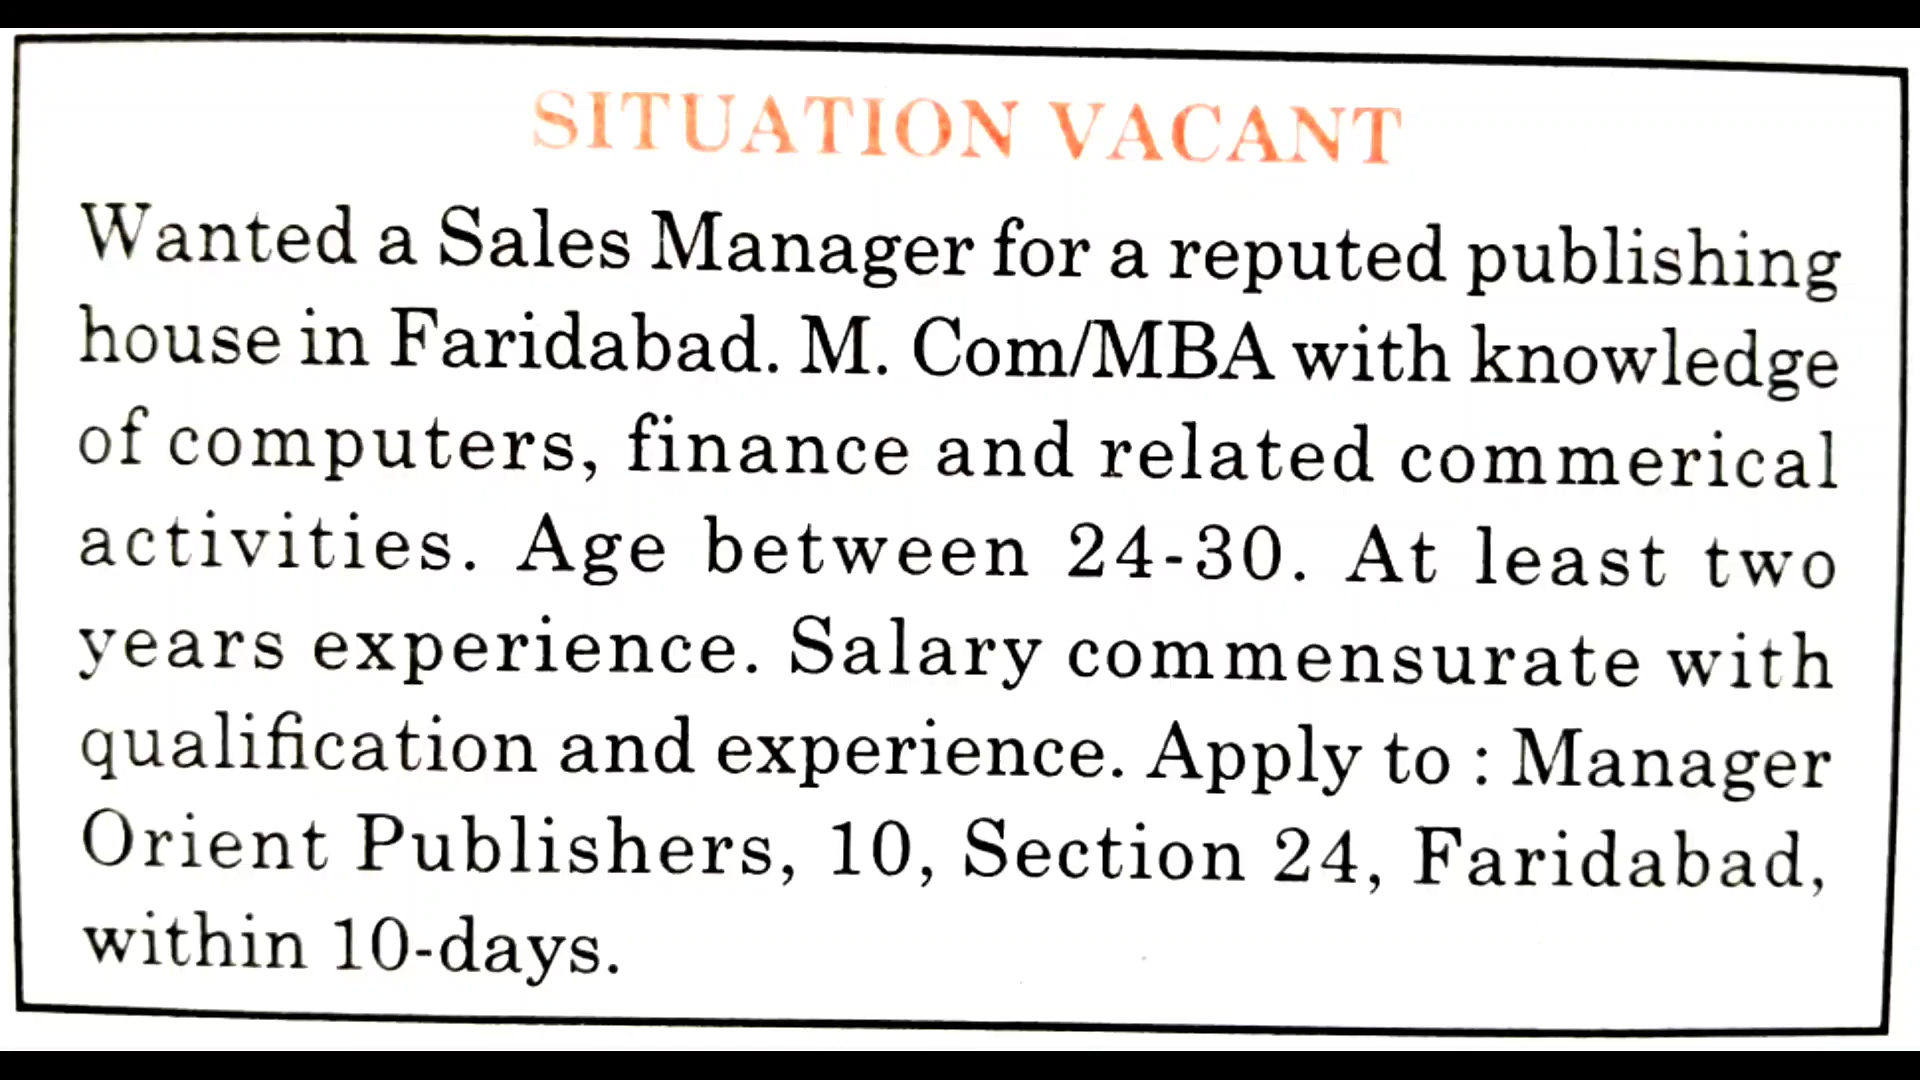 SITUATION VACANT
Wanted a Sales Manager for a reputed publishing
house in Faridabad. M. Com/MBA with knowledge
of computers, finance and related commerical
activities. Age between 24-30. At least two
years experience. Salary commensurate with
qualification and experience. Apply to : Manager
Orient Publishers, 10, Section 24, Faridabad,
within 10-days.